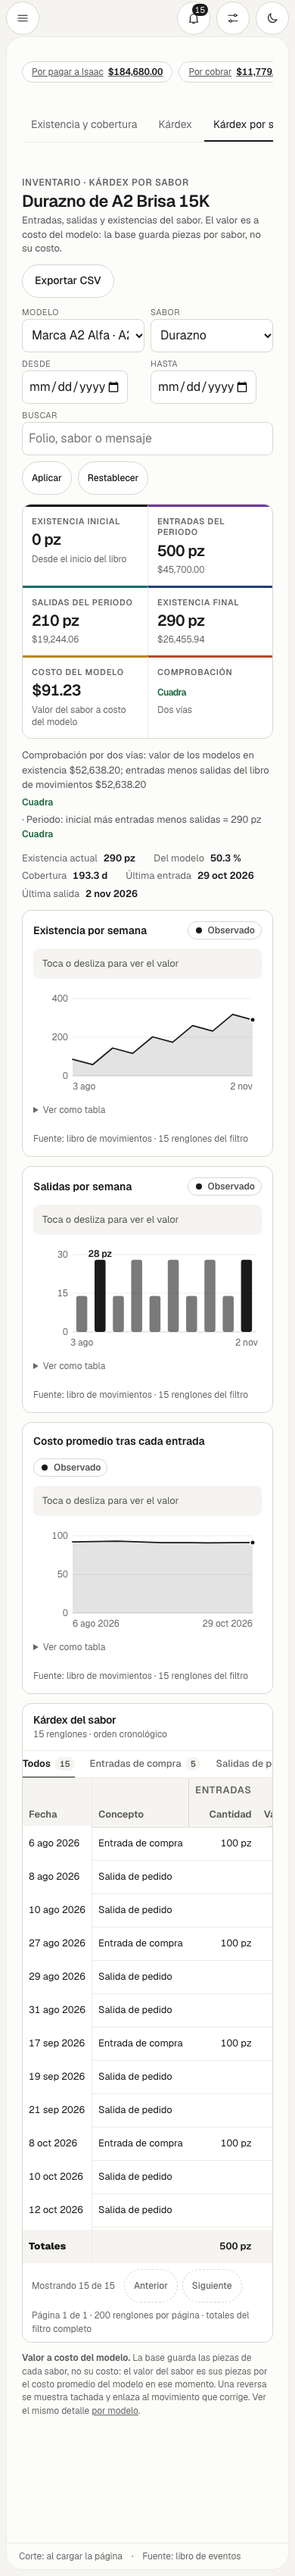 15
Por pagar a Isaac $184,680.00
Por cobrar $11,779.
Existencia y cobertura
Kárdex
Kárdex por s
INVENTARIO · KÁRDEX POR SABOR
Durazno de A2 Brisa 15K
Entradas, salidas y existencias del sabor. El valor es a
costo del modelo: la base guarda piezas por sabor, no
su costo.
Exportar CSV
MODELO
SABOR
Marca A2 Alfa · A2
Durazno
DESDE
HASTA
mm/dd/yyyy
mm/dd/yyyy
BUSCAR
Folio, sabor o mensaje
Aplicar
Restablecer
EXISTENCIA INICIAL
0 pz
Desde el inicio del libro
ENTRADAS DEL
PERIODO
500 pz
$45,700.00
SALIDAS DEL PERIODO
210 pz
$19,244.06
EXISTENCIA FINAL
290 pz
$26,455.94
COSTO DEL MODELO
$91.23
Valor del sabor a costo
del modelo
COMPROBACIÓN
Cuadra
Dos vías
Comprobación por dos vías: valor de los modelos en
existencia $52,638.20; entradas menos salidas del libro
de movimientos $52,638.20
Cuadra
· Periodo: inicial más entradas menos salidas = 290 pz
Cuadra
Existencia actual 290 pz Del modelo 50.3 %
Cobertura 193.3 d Última entrada 29 oct 2026
Última salida 2 nov 2026
Existencia por semana
Observado
Toca o desliza para ver el valor
400
200
0
3 ago
2 nov
Ver como tabla
Fuente: libro de movimientos · 15 renglones del filtro
Salidas por semana
Observado
Toca o desliza para ver el valor
28 pz
30
15
0
3 ago
2 nov
Ver como tabla
Fuente: libro de movimientos · 15 renglones del filtro
Costo promedio tras cada entrada
Observado
Toca o desliza para ver el valor
100
50
0
6 ago 2026
29 oct 2026
Ver como tabla
Fuente: libro de movimientos · 15 renglones del filtro
Kárdex del sabor
15 renglones · orden cronológico
Todos 15
Entradas de compra 5
Salidas de pe
ENTRADAS
Fecha Concepto Cantidad Va
6 ago 2026 Entrada de compra 100 pz
8 ago 2026 Salida de pedido
10 ago 2026 Salida de pedido
27 ago 2026 Entrada de compra 100 pz
29 ago 2026 Salida de pedido
31 ago 2026 Salida de pedido
17 sep 2026 Entrada de compra 100 pz
19 sep 2026 Salida de pedido
21 sep 2026 Salida de pedido
8 oct 2026 Entrada de compra 100 pz
10 oct 2026 Salida de pedido
12 oct 2026 Salida de pedido
Totales 500 pz
Mostrando 15 de 15
Anterior
Siguiente
Página 1 de 1 · 200 renglones por página · totales del
filtro completo
Valor a costo del modelo. La base guarda las piezas de
cada sabor, no su costo: el valor del sabor es sus piezas por
el costo promedio del modelo en ese momento. Una reversa
se muestra tachada y enlaza al movimiento que corrige. Ver
el mismo detalle por modelo.
Corte: al cargar la página · Fuente: libro de eventos